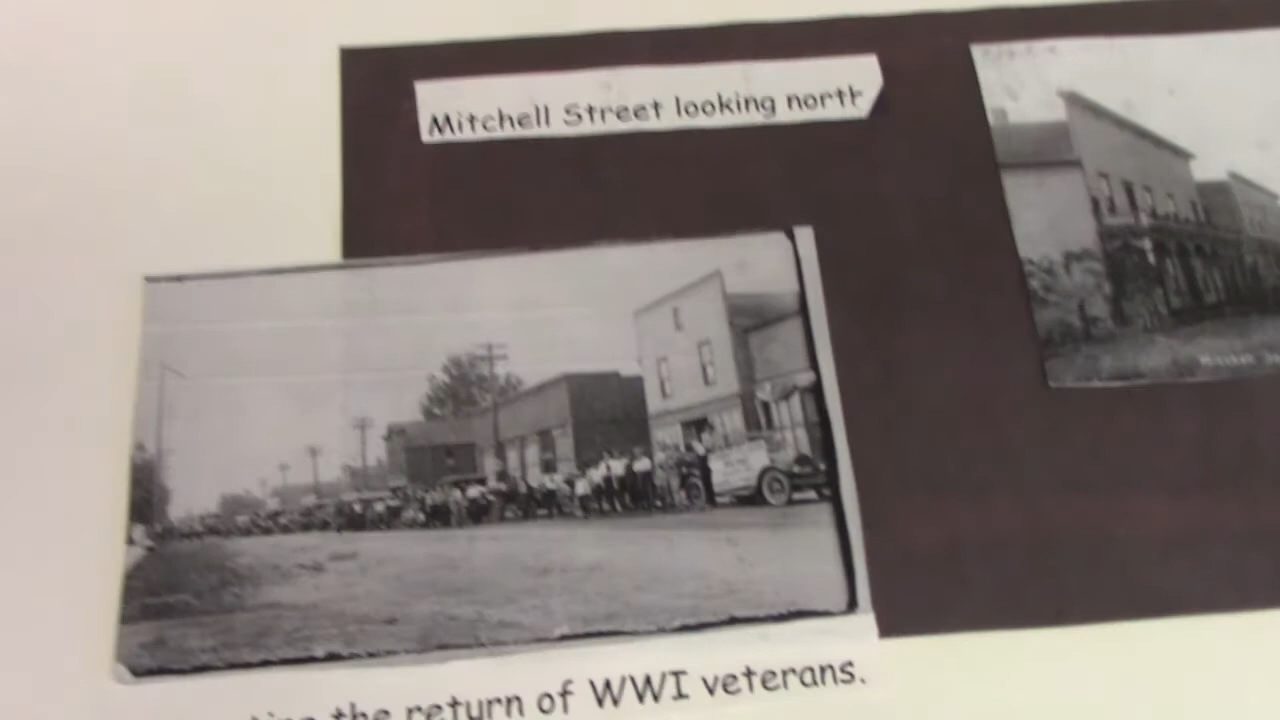 Mitchell Street looking north
the return of WWI veterans.